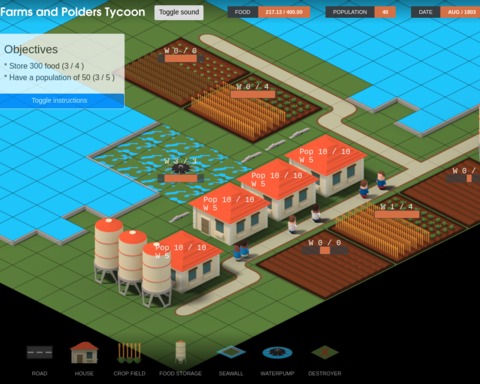 Farms and Polders Tycoon
Toggle sound
FOOD
217.13 / 400.00
POPULATION
40
DATE
AUG / 1803
Objectives
* Store 300 food (3 / 4 )
* Have a population of 50 (3 / 5 )
Toggle instructions
W 0 / 0
W 0 / 4
W 3 / 3
Pop 10 / 10
W 5
Pop 10 / 10
W 5
Pop 10 / 10
W 5
Pop 10 / 10
W 5
W 1 / 4
W 0 / 0
W 0 /
ROAD
HOUSE
CROP FIELD
FOOD STORAGE
SEAWALL
WATERPUMP
DESTROYER